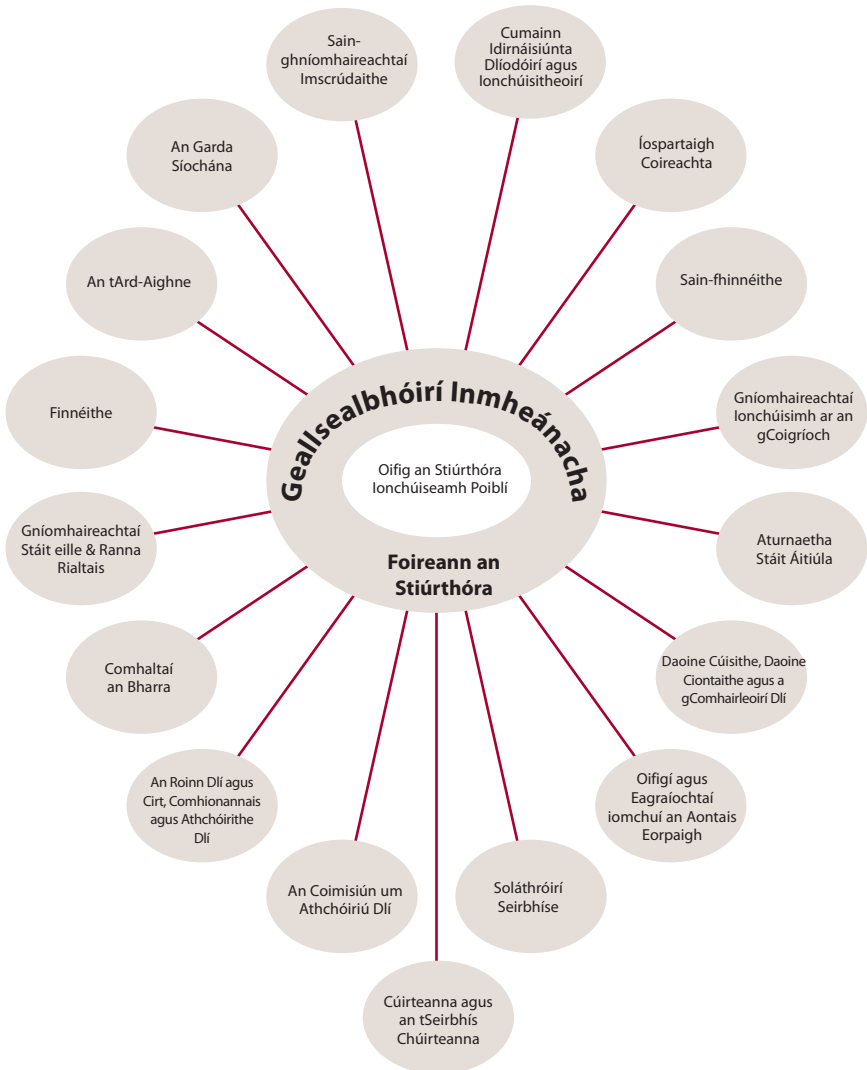 Sain-
ghníomhaireachtaí
Imscrúdaithe
Cumainn
Idirnáisiúnta
Dlíodóirí agus
Ionchúisitheoirí
An Garda
Síochána
Íospartaigh
Coireachta
An tArd-Aighne
Sain-fhinnéithe
Finnéithe
Gníomhaireachtaí
Ionchúisimh ar an
gCoigríoch
Geallsealbhóirí Inmheánacha
Oifig an Stiúrthóra
Ionchúiseamh Poiblí
Foireann an
Stiúrthóra
Gníomhaireachtaí
Stáit eille & Ranna
Rialtais
Aturnaetha
Stáit Áitiúla
Comhaltaí
an Bharra
Daoine Cúisithe, Daoine
Ciontaithe agus a
gComhairleoirí Dlí
An Roinn Dlí agus
Cirt, Comhionannais
agus Athchóirithe
Dlí
Oifigí agus
Eagraíochtaí
iomchuí an Aontais
Eorpaigh
An Coimisiún um
Athchóiriú Dlí
Soláthróirí
Seirbhíse
Cúirteanna agus
an tSeirbhís
Chúirteanna